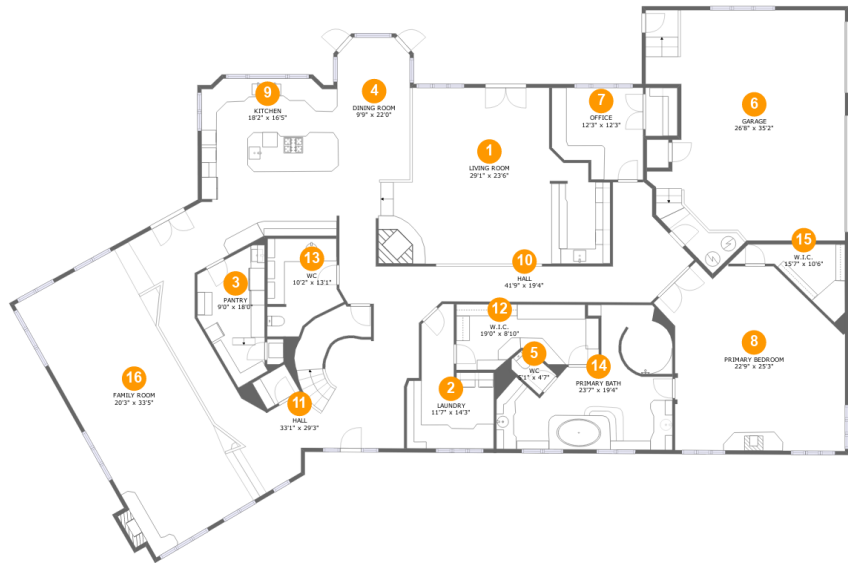 6
GARAGE
26'8" x 35'2"
4
DINING ROOM
9'9" x 22'0"
9
KITCHEN
18'2" x 16'5"
7
OFFICE
12'3" x 12'3"
1
LIVING ROOM
29'1" x 23'6"
15
W.I.C.
15'7" x 10'6"
13
WC
10'2" x 13'1"
10
HALL
41'9" x 19'4"
3
PANTRY
9'0" x 18'0"
12
W.I.C.
19'0" x 8'10"
8
PRIMARY BEDROOM
22'9" x 25'3"
5
WC
5'1" x 4'7"
14
PRIMARY BATH
23'7" x 19'4"
16
FAMILY ROOM
20'3" x 33'5"
2
LAUNDRY
11'7" x 14'3"
11
HALL
33'1" x 29'3"